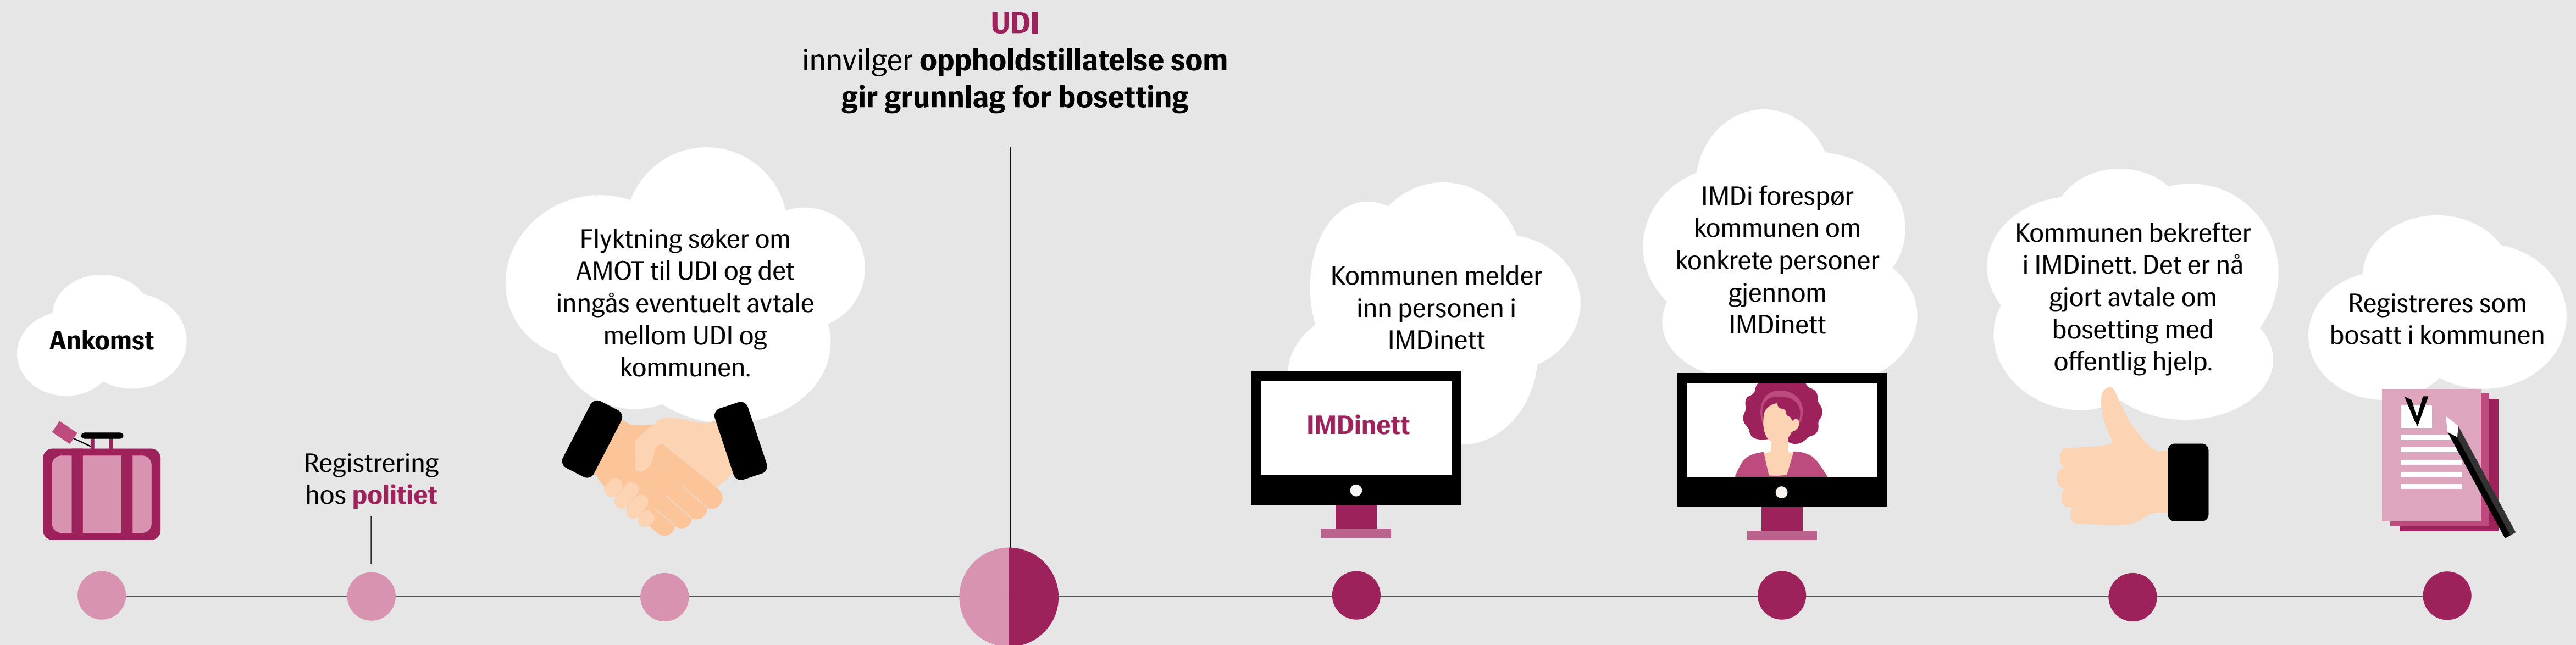 Ankomst
Registrering
hos politiet
Flyktning søker om
AMOT til UDI og det
inngås eventuelt avtale
mellom UDI og
kommunen.
UDI
innvilger oppholdstillatelse som
gir grunnlag for bosetting
Kommunen melder
inn personen i
IMDinett
IMDinett
IMDi forespør
kommunen om
konkrete personer
gjennom
IMDinett
Kommunen bekrefter
i IMDinett. Det er nå
gjort avtale om
bosetting med
offentlig hjelp.
Registreres som
bosatt i kommunen